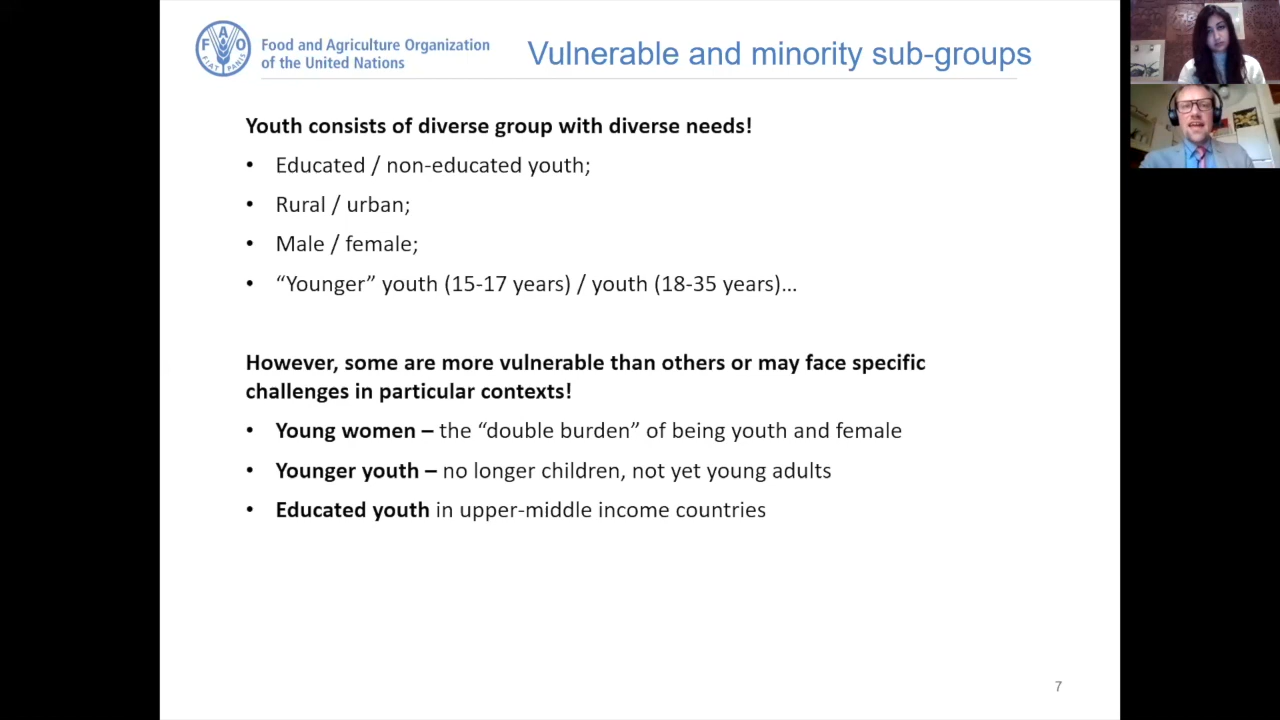 Food and Agriculture Organization
of the United Nations
Vulnerable and minority sub-groups
Youth consists of diverse group with diverse needs!
• Educated / non-educated youth;
• Rural / urban;
• Male / female;
• “Younger” youth (15-17 years) / youth (18-35 years)…
However, some are more vulnerable than others or may face specific
challenges in particular contexts!
• Young women – the “double burden” of being youth and female
• Younger youth – no longer children, not yet young adults
• Educated youth in upper-middle income countries
7
F A O
FIAT PANIS